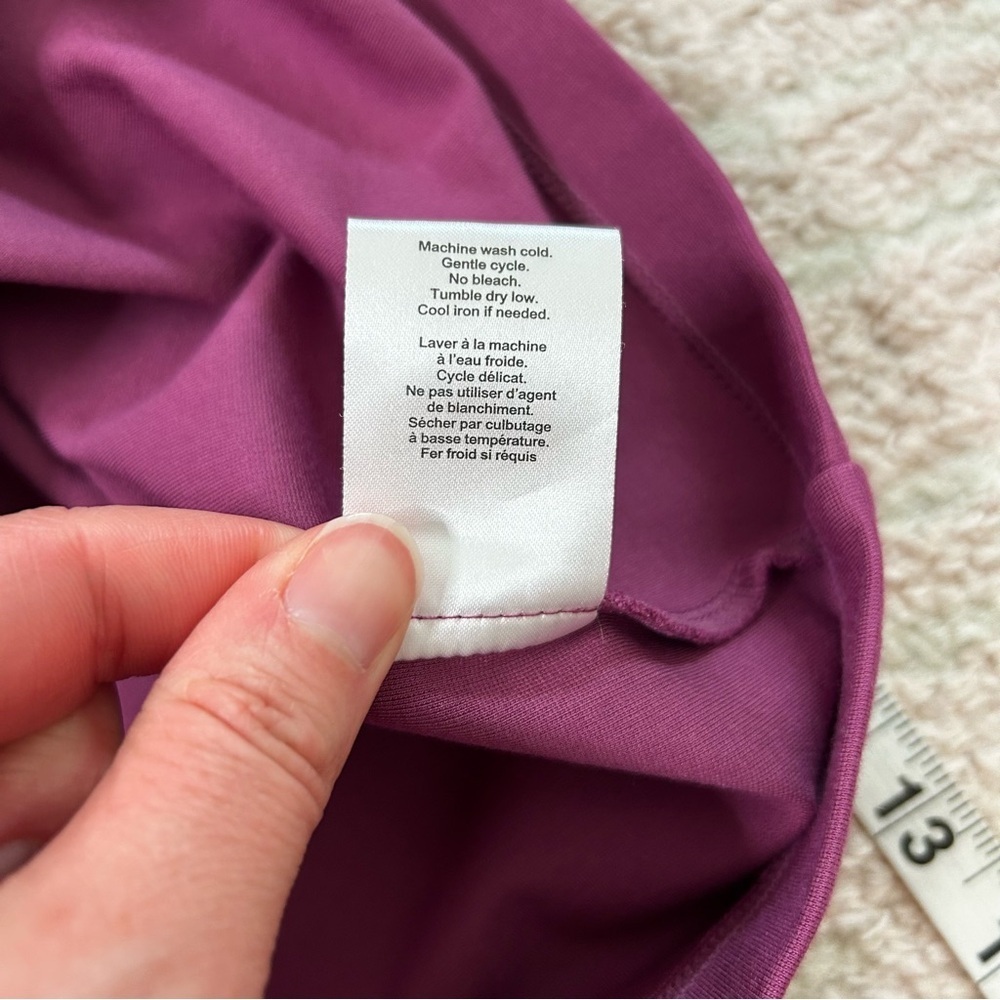 Machine wash cold.
Gentle cycle.
No bleach.
Tumble dry low.
Cool iron if needed.
Laver à la machine
à l'eau froide.
Cycle délicat.
Ne pas utiliser d'agent
de blanchiment.
Sécher par culbutage
à basse température.
Fer froid si réquis
13
1